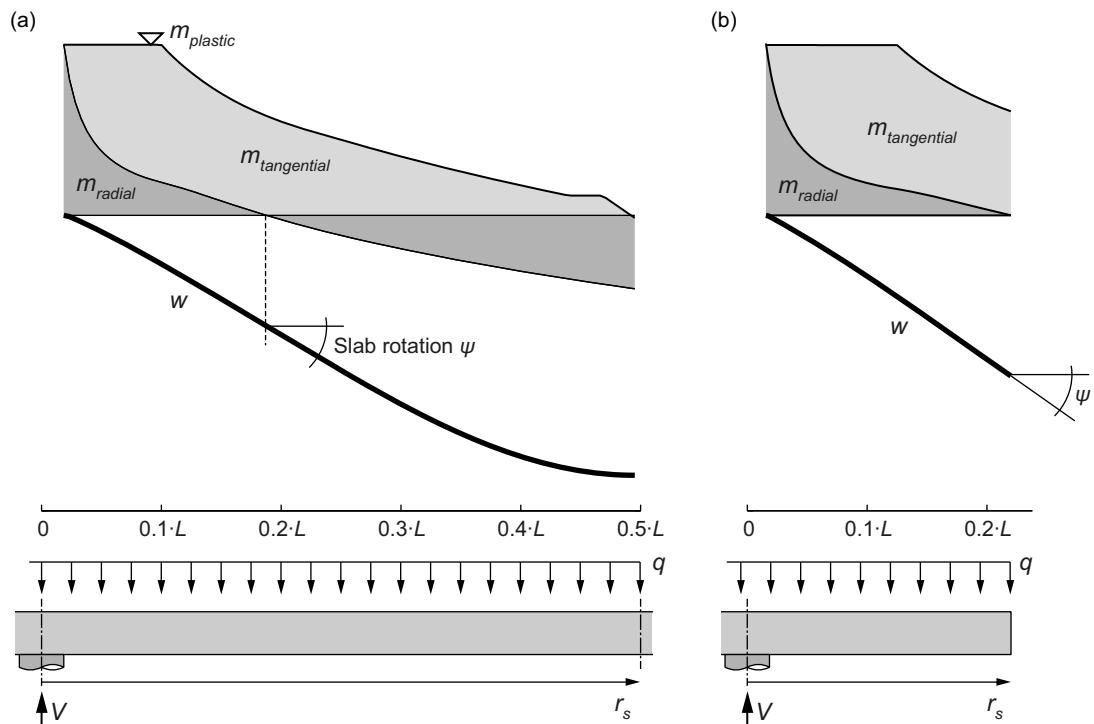 (a)
m_plastic
m_tangential
m_radial
w
Slab rotation ψ
0 0.1·L 0.2·L 0.3·L 0.4·L 0.5·L
q
r_s
V
(b)
m_tangential
m_radial
w
ψ
0 0.1·L 0.2·L
q
r_s
V